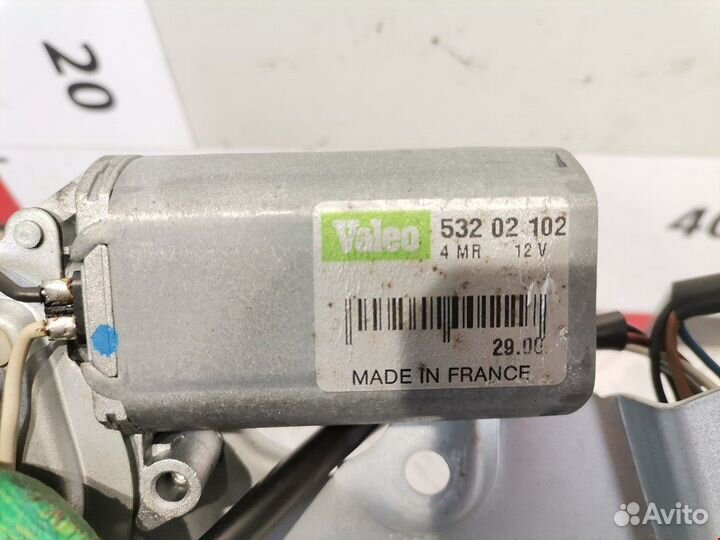 20
40
Valeo
532 02 102
4 MR 12 V
29.00
MADE IN FRANCE
Avito